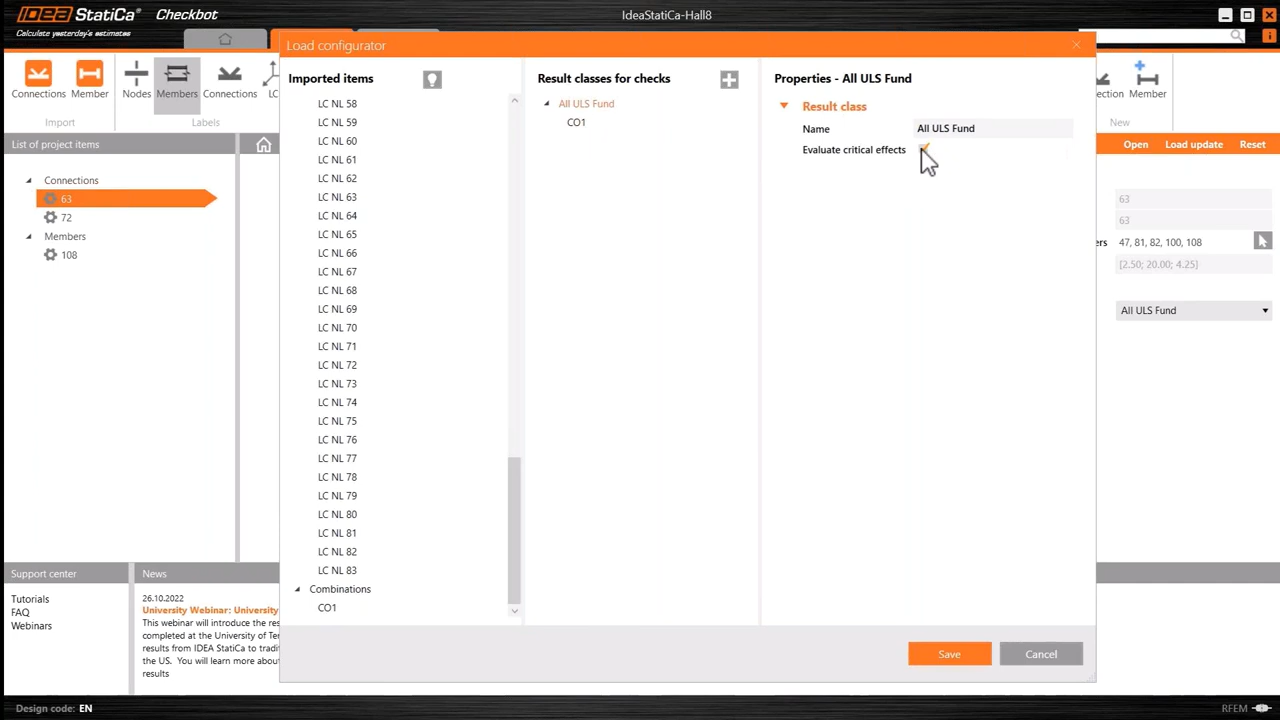 IDEA StatiCa® Checkbot
Calculate yesterday's estimates
IdeaStatiCa-Hall8
Connections
Member
Import
Nodes
Members
Connections
LC
Labels
Member
New
List of project items
Connections
63
72
Members
108
Load configurator
Imported items
LC NL 58
LC NL 59
LC NL 60
LC NL 61
LC NL 62
LC NL 63
LC NL 64
LC NL 65
LC NL 66
LC NL 67
LC NL 68
LC NL 69
LC NL 70
LC NL 71
LC NL 72
LC NL 73
LC NL 74
LC NL 75
LC NL 76
LC NL 77
LC NL 78
LC NL 79
LC NL 80
LC NL 81
LC NL 82
LC NL 83
Combinations
CO1
Result classes for checks
All ULS Fund
CO1
Properties - All ULS Fund
Result class
Name All ULS Fund
Evaluate critical effects
Save
Cancel
Open Load update Reset
63
63
47, 81, 82, 100, 108
[2.50; 20.00; 4.25]
All ULS Fund
Support center
Tutorials
FAQ
Webinars
News
26.10.2022
University Webinar: University
This webinar will introduce the
completed at the University of
results from IDEA StatiCa to
the US. You will learn more
results
Design code: EN
RFEM